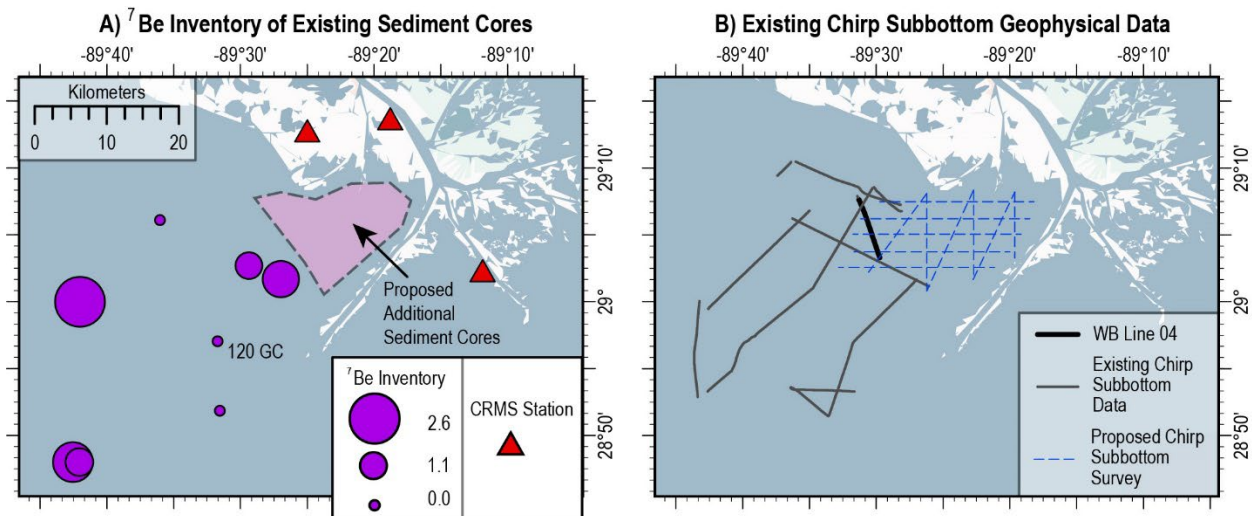 A) ⁷ Be Inventory of Existing Sediment Cores
-89°40' -89°30' -89°20' -89°10'
Kilometers
0 10 20
120 GC
Proposed
Additional
Sediment Cores
⁷Be Inventory
2.6
1.1
0.0
CRMS Station
B) Existing Chirp Subbottom Geophysical Data
-89°40' -89°30' -89°20' -89°10'
29°10'
29°
28°50'
WB Line 04
Existing Chirp
Subbottom
Data
Proposed Chirp
Subbottom
Survey
29°10'
29°
28°50'